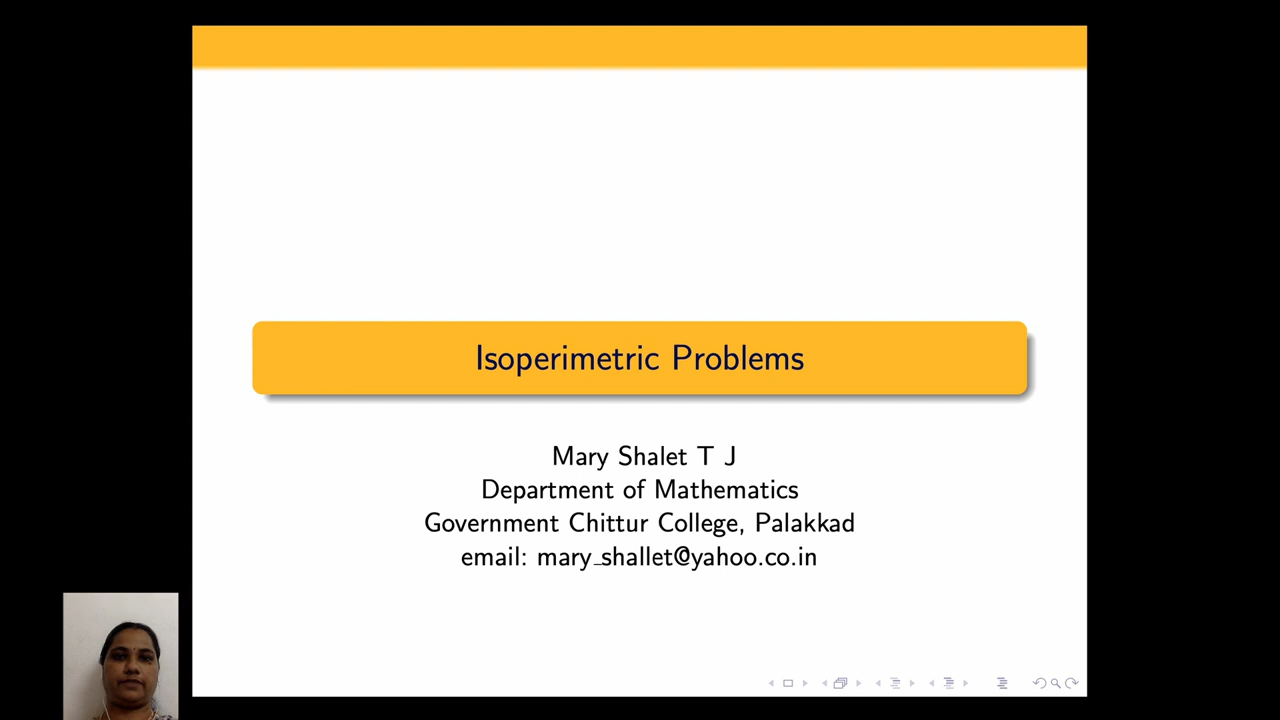 Isoperimetric Problems
Mary Shalet T J
Department of Mathematics
Government Chittur College, Palakkad
email: mary_shallet@yahoo.co.in